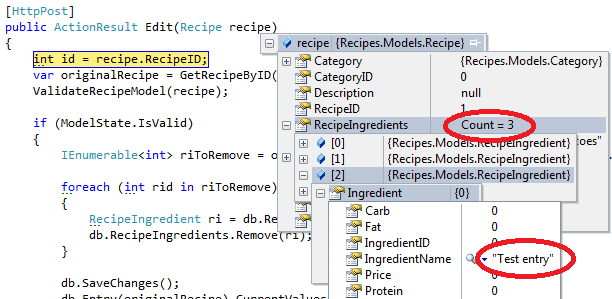 [HttpPost]
public ActionResult Edit(Recipe recipe)
{
recipe {Recipes.Models.Recipe}
int id = recipe.RecipeID;
Category {Recipes.Models.Category}
var originalRecipe = GetRecipeByID(
CategoryID 0
ValidateRecipeModel(recipe);
Description null
RecipeID 1
if (ModelState.IsValid)
RecipeIngredients Count = 3
{
[0] {Recipes.Models.RecipeIngredient}
toes"
IEnumerable<int> riToRemove = o
[1] {Recipes.Models.RecipeIngredient}
[2] {Recipes.Models.RecipeIngredient}
foreach (int rid in riToRemove)
Ingredient {0}
{
Carb 0
RecipeIngredient ri = db.Re
Fat 0
db.RecipeIngredients.Remove(ri);
IngredientID 0
}
IngredientName "Test entry"
Price 0
db.SaveChanges();
Protein 0
db.Entry(originalRecipe).CurrentValues